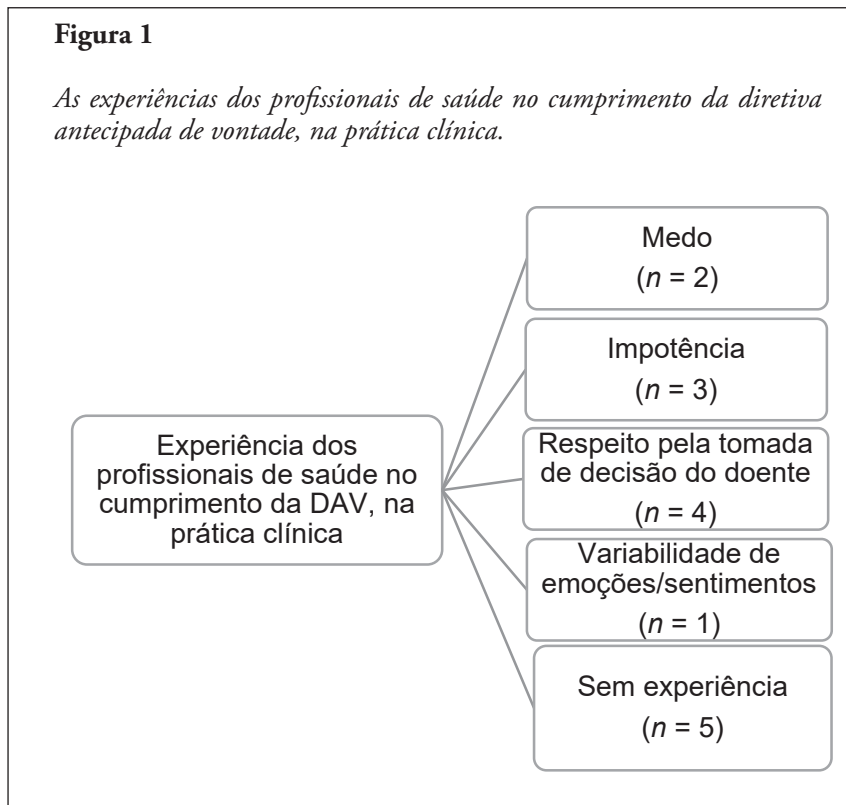 Figura 1
As experiências dos profissionais de saúde no cumprimento da diretiva
antecipada de vontade, na prática clínica.
Experiência dos
profissionais de saúde no
cumprimento da DAV, na
prática clínica
Medo
(n = 2)
Impotência
(n = 3)
Respeito pela tomada
de decisão do doente
(n = 4)
Variabilidade de
emoções/sentimentos
(n = 1)
Sem experiência
(n = 5)